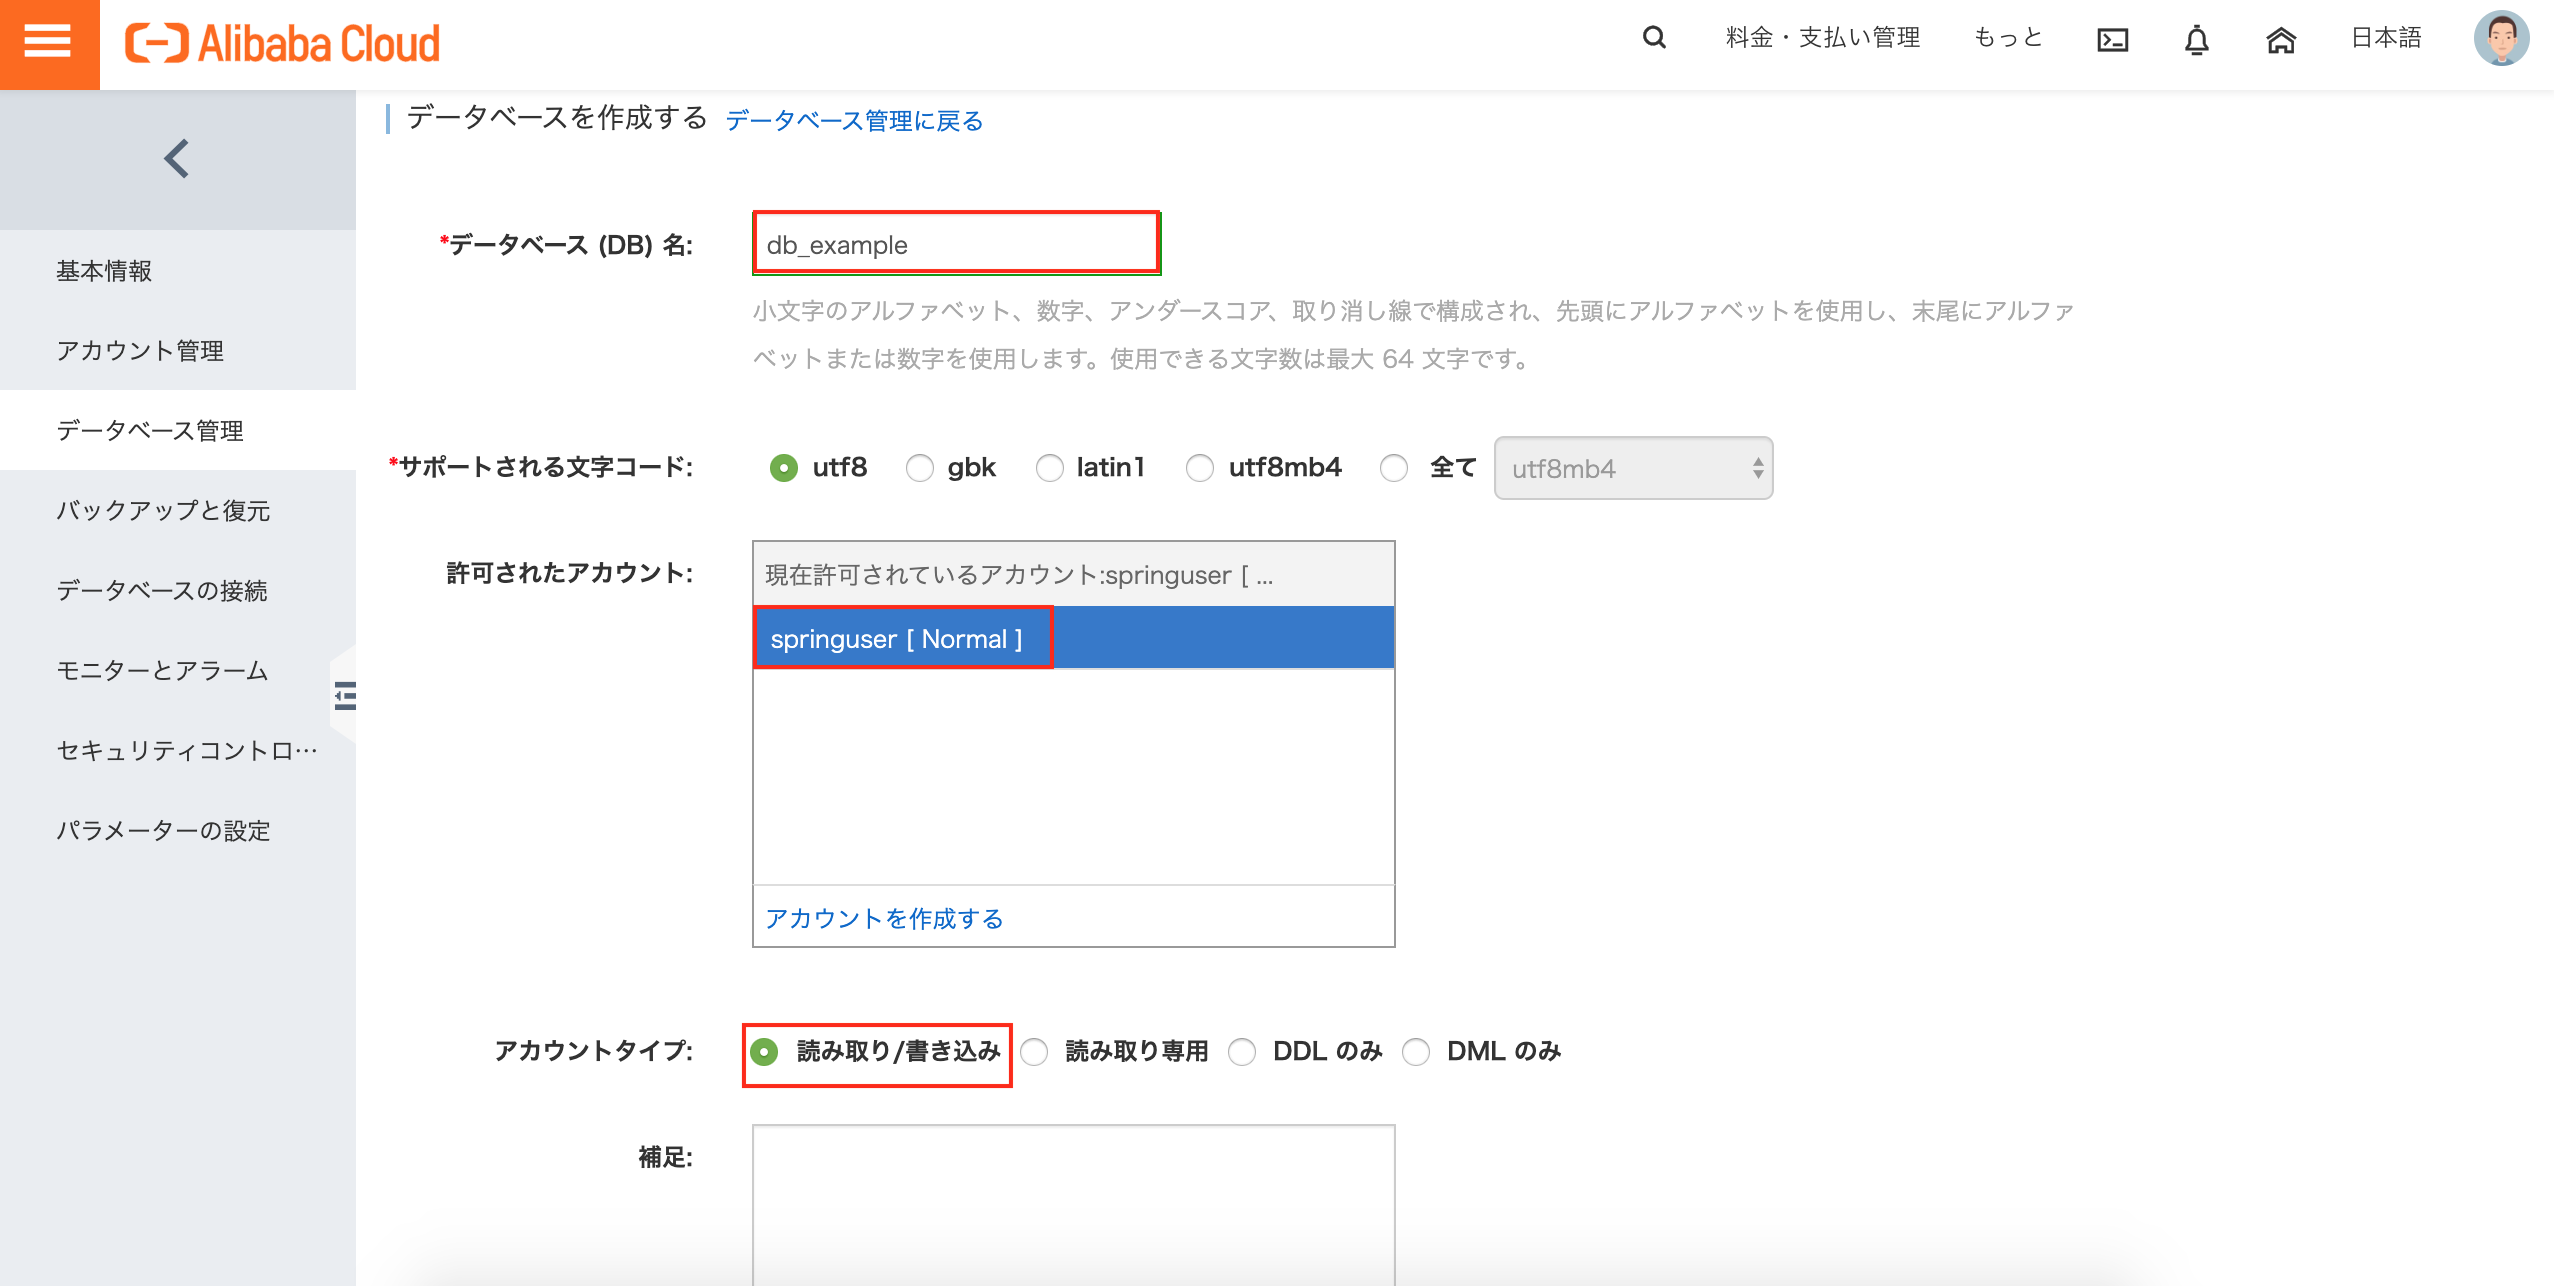 Alibaba Cloud
料金・支払い管理
もっと
日本語
データベースを作成する データベース管理に戻る
基本情報
アカウント管理
データベース管理
バックアップと復元
データベースの接続
モニターとアラーム
セキュリティコントロ…
パラメーターの設定
*データベース (DB) 名:
db_example
小文字のアルファベット、数字、アンダースコア、取り消し線で構成され、先頭にアルファベットを使用し、末尾にアルファ
ベットまたは数字を使用します。使用できる文字数は最大 64 文字です。
*サポートされる文字コード:
utf8 gbk latin1 utf8mb4 全て utf8mb4
許可されたアカウント:
現在許可されているアカウント:springuser [ ...
springuser [ Normal ]
アカウントを作成する
アカウントタイプ:
読み取り/書き込み 読み取り専用 DDL のみ DML のみ
補足: